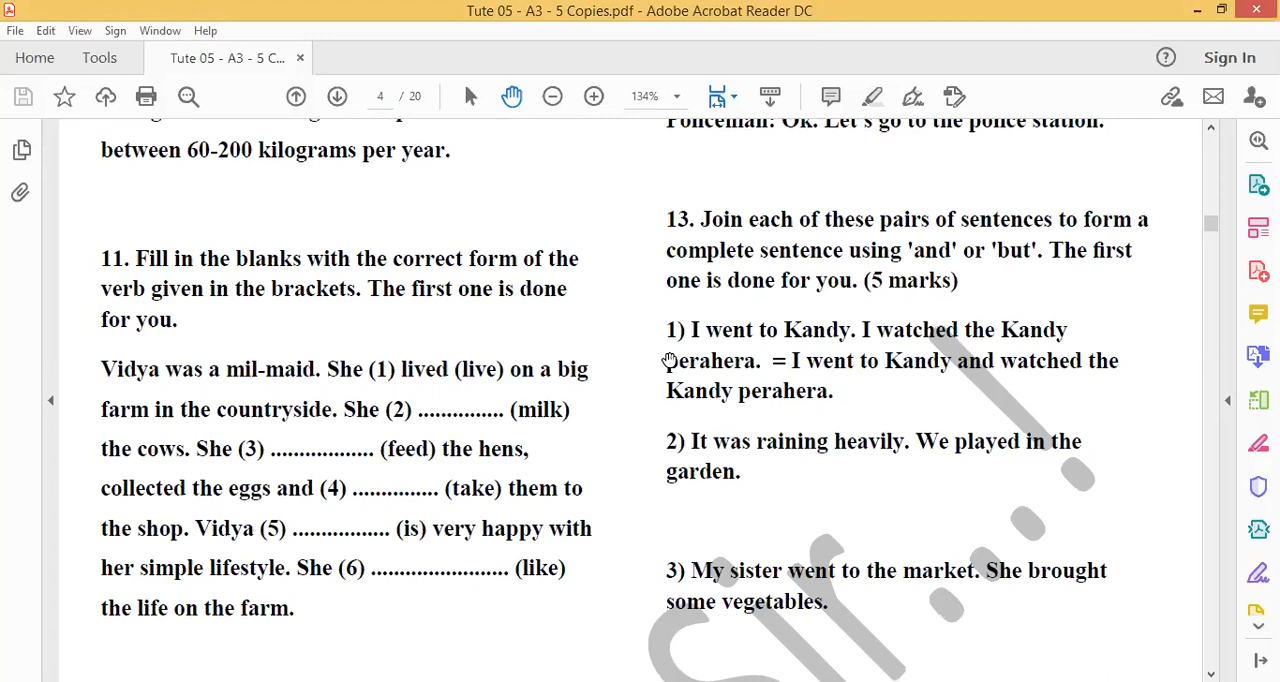 Tute 05 - A3 - 5 Copies.pdf - Adobe Acrobat Reader DC
File Edit View Sign Window Help
Home Tools Tute 05 - A3 - 5 C... × Sign In
4 / 20 134%
between 60-200 kilograms per year.
11. Fill in the blanks with the correct form of the
verb given in the brackets. The first one is done
for you.
Vidya was a mil-maid. She (1) lived (live) on a big
farm in the countryside. She (2) ............... (milk)
the cows. She (3) .................. (feed) the hens,
collected the eggs and (4) ............... (take) them to
the shop. Vidya (5) ................. (is) very happy with
her simple lifestyle. She (6) ........................ (like)
the life on the farm.
Policeman: Ok. Let's go to the police station.
13. Join each of these pairs of sentences to form a
complete sentence using 'and' or 'but'. The first
one is done for you. (5 marks)
1) I went to Kandy. I watched the Kandy
perahera. = I went to Kandy and watched the
Kandy perahera.
2) It was raining heavily. We played in the
garden.
3) My sister went to the market. She brought
some vegetables.
Sir...!